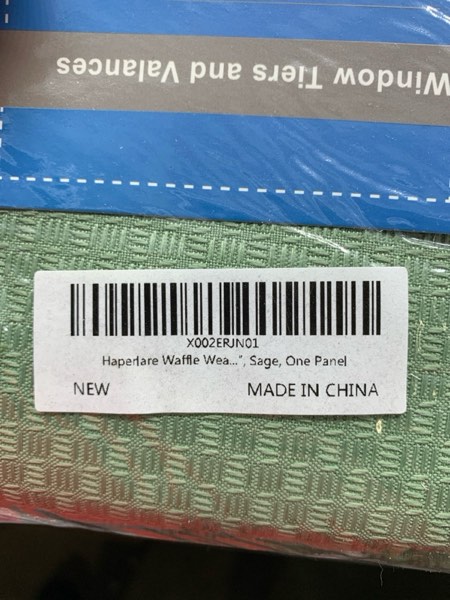 Window Tiers and Valances
X002ERJN01
Haperlare Waffle Wea...", Sage, One Panel
NEW
MADE IN CHINA